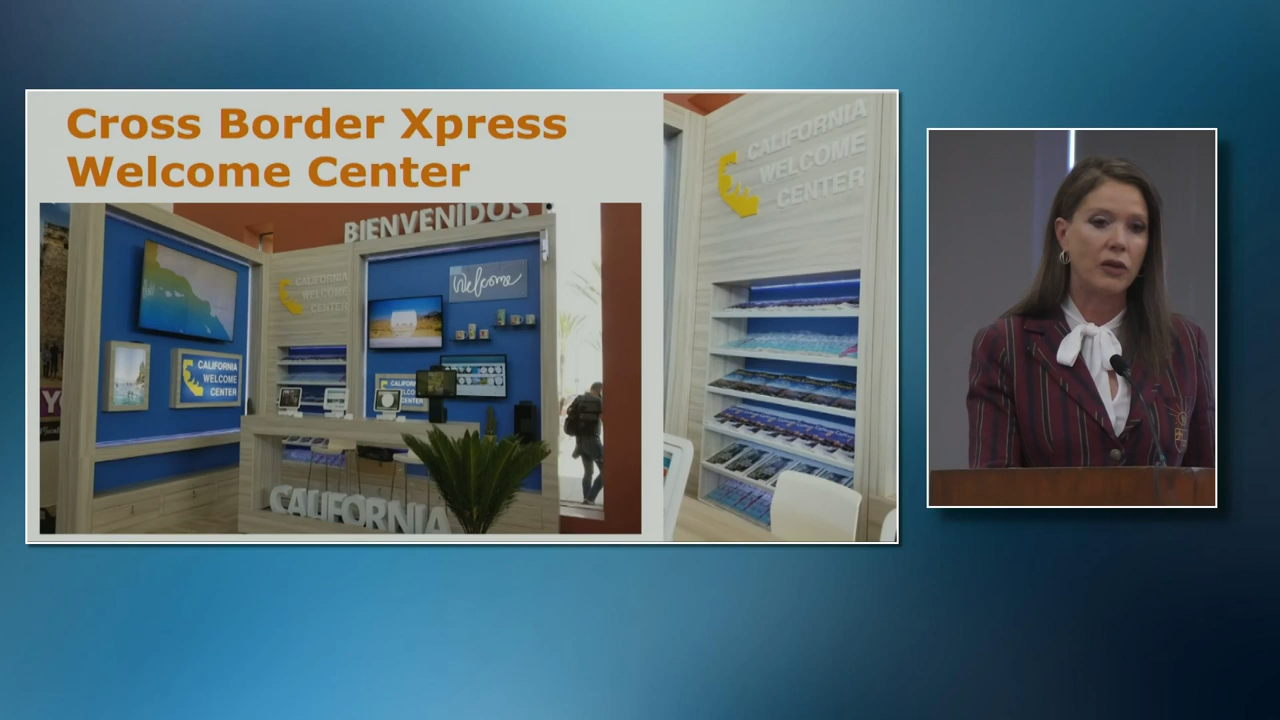 Cross Border Xpress
Welcome Center
BIENVENIDOS
Welcome
CALIFORNIA
WELCOME
CENTER
CALIFORNIA
WELCOME
CENTER
CALIFORNIA
CALIFORNIA
WELCOME
CENTER